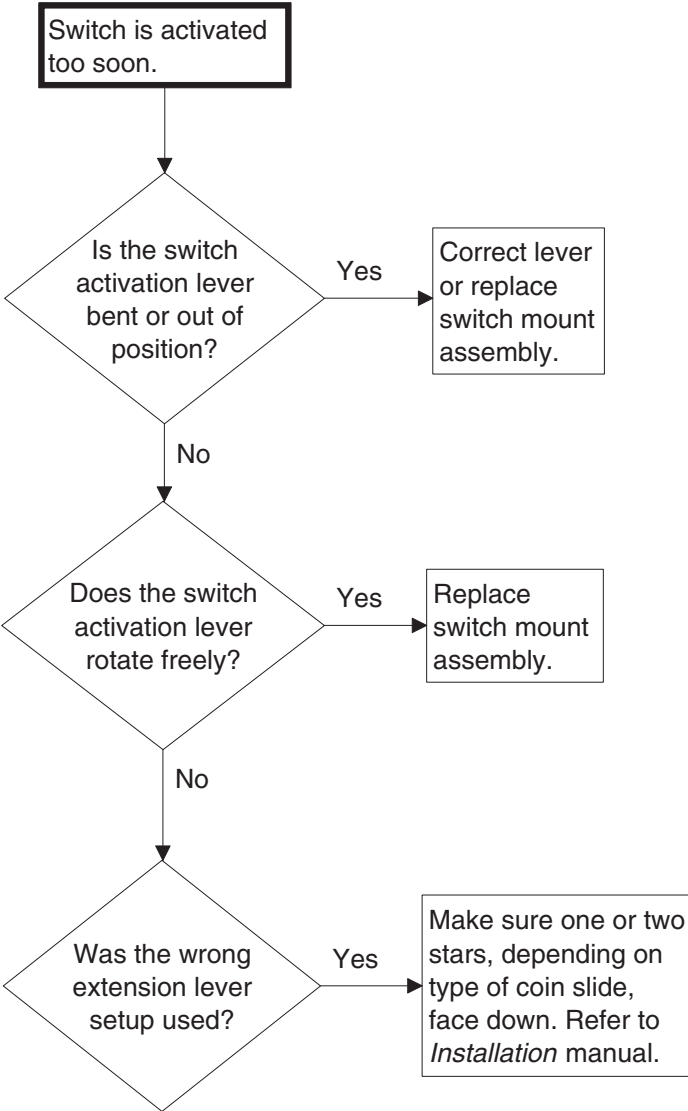 Switch is activated
too soon.
Is the switch
activation lever
bent or out of
position?
Yes
Correct lever
or replace
switch mount
assembly.
No
Does the switch
activation lever
rotate freely?
Yes
Replace
switch mount
assembly.
No
Was the wrong
extension lever
setup used?
Yes
Make sure one or two
stars, depending on
type of coin slide,
face down. Refer to
Installation manual.